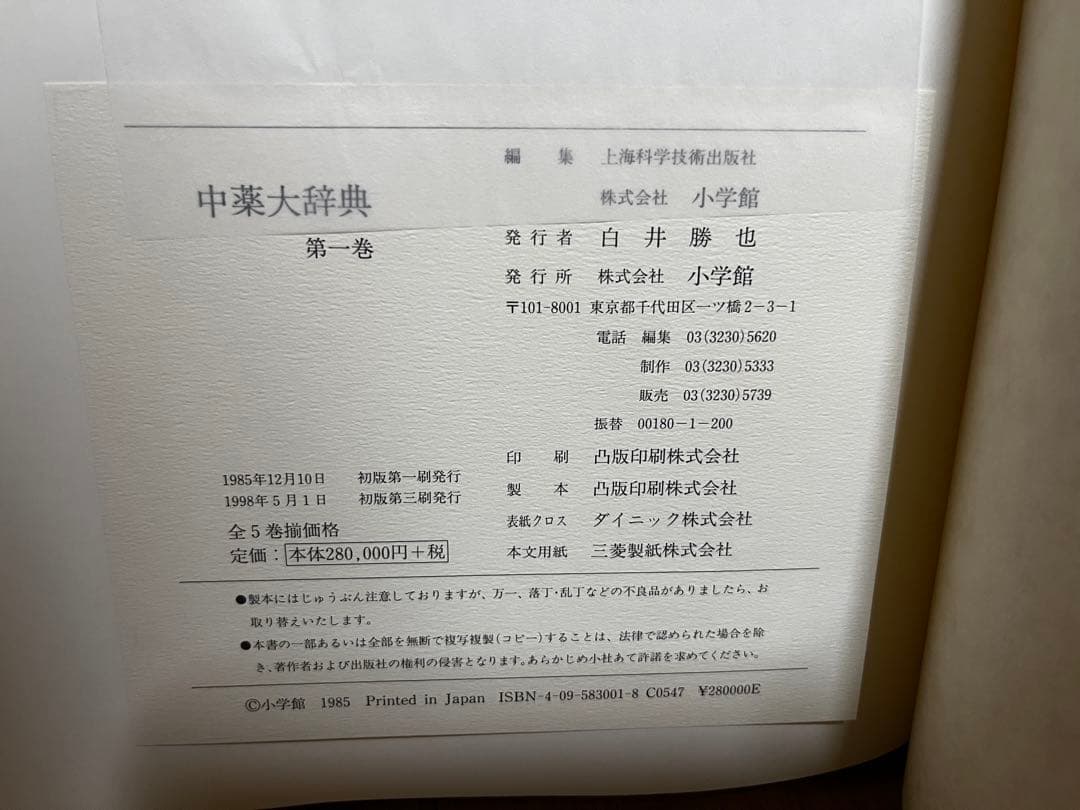 中薬大辞典
第一巻
編 集 上海科学技術出版社
株式会社 小学館
発行者 白井勝也
発行所 株式会社 小学館
〒101-8001 東京都千代田区一ツ橋2-3-1
電話 編集 03(3230)5620
制作 03(3230)5333
販売 03(3230)5739
振替 00180-1-200
印 刷 凸版印刷株式会社
製 本 凸版印刷株式会社
表紙クロス ダイニック株式会社
本文用紙 三菱製紙株式会社
1985年12月10日 初版第一刷発行
1998年5月1日 初版第三刷発行
全5巻揃価格
定価:本体280,000円+税
●製本にはじゅうぶん注意しておりますが、万一、落丁・乱丁などの不良品がありましたら、お
取り替えいたします。
●本書の一部あるいは全部を無断で複写複製(コピー)することは、法律で認められた場合を除
き、著作者および出版社の権利の侵害となります。あらかじめ小社あて許諾を求めてください。
©小学館 1985 Printed in Japan ISBN-4-09-583001-8 C0547 ¥280000E